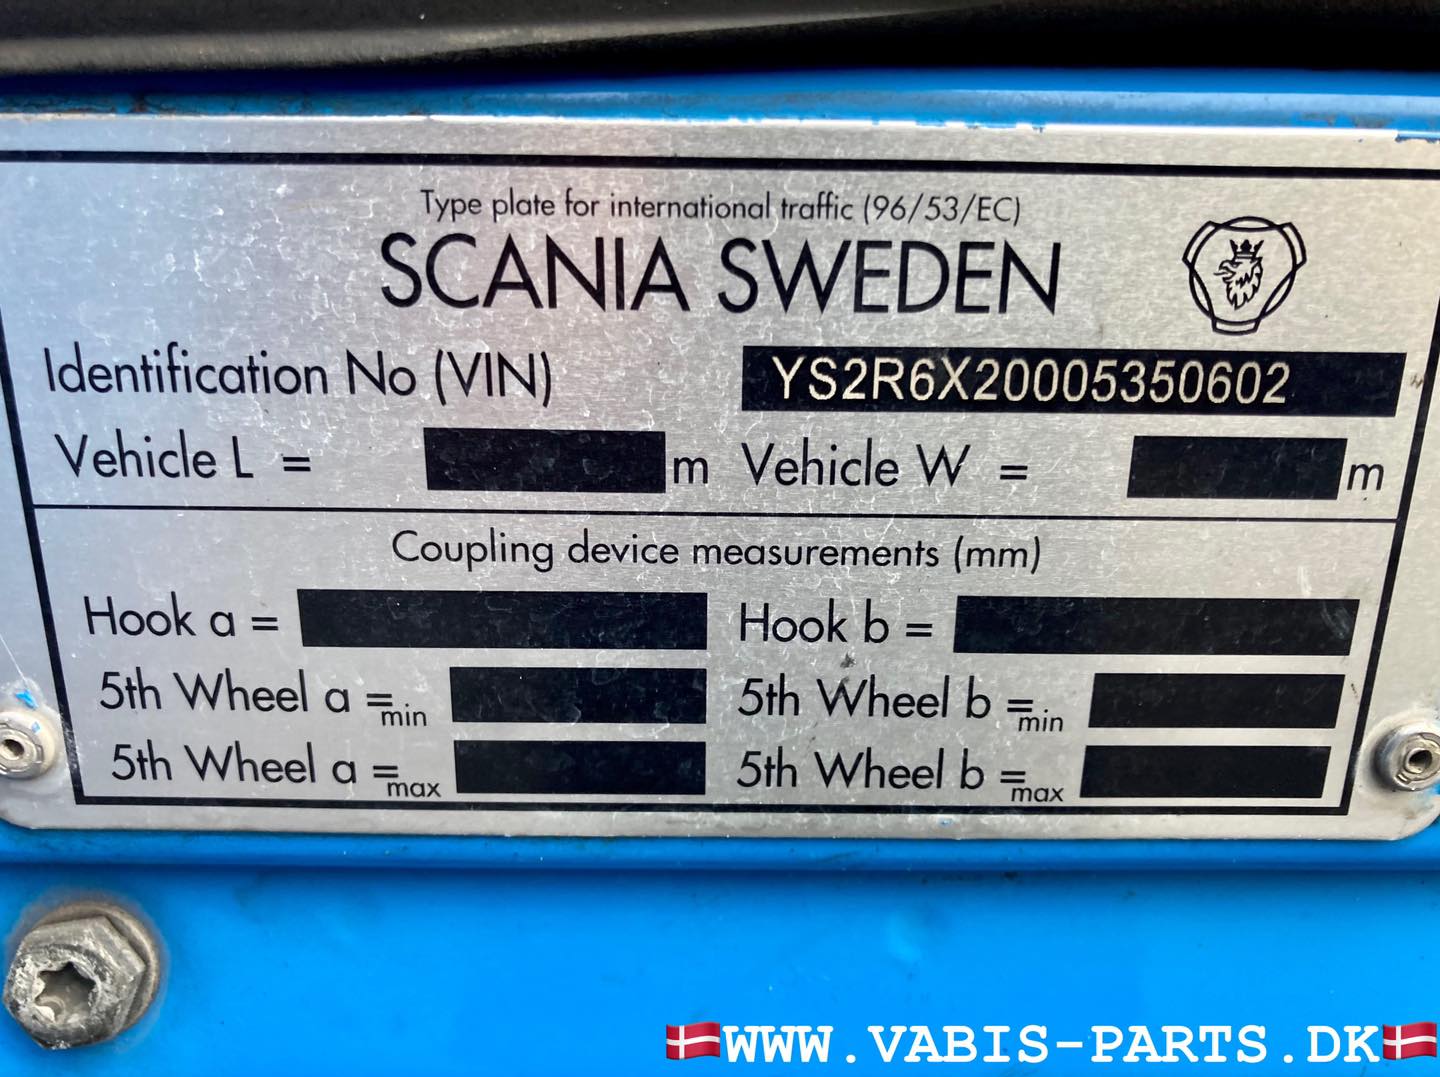 Type plate for international traffic (96/53/EC)
SCANIA SWEDEN
Identification No (VIN) YS2R6X20005350602
Vehicle L = m Vehicle W = m
Coupling device measurements (mm)
Hook a = Hook b =
5th Wheel a =min 5th Wheel b =min
5th Wheel a =max 5th Wheel b =max
WWW.VABIS-PARTS.DK